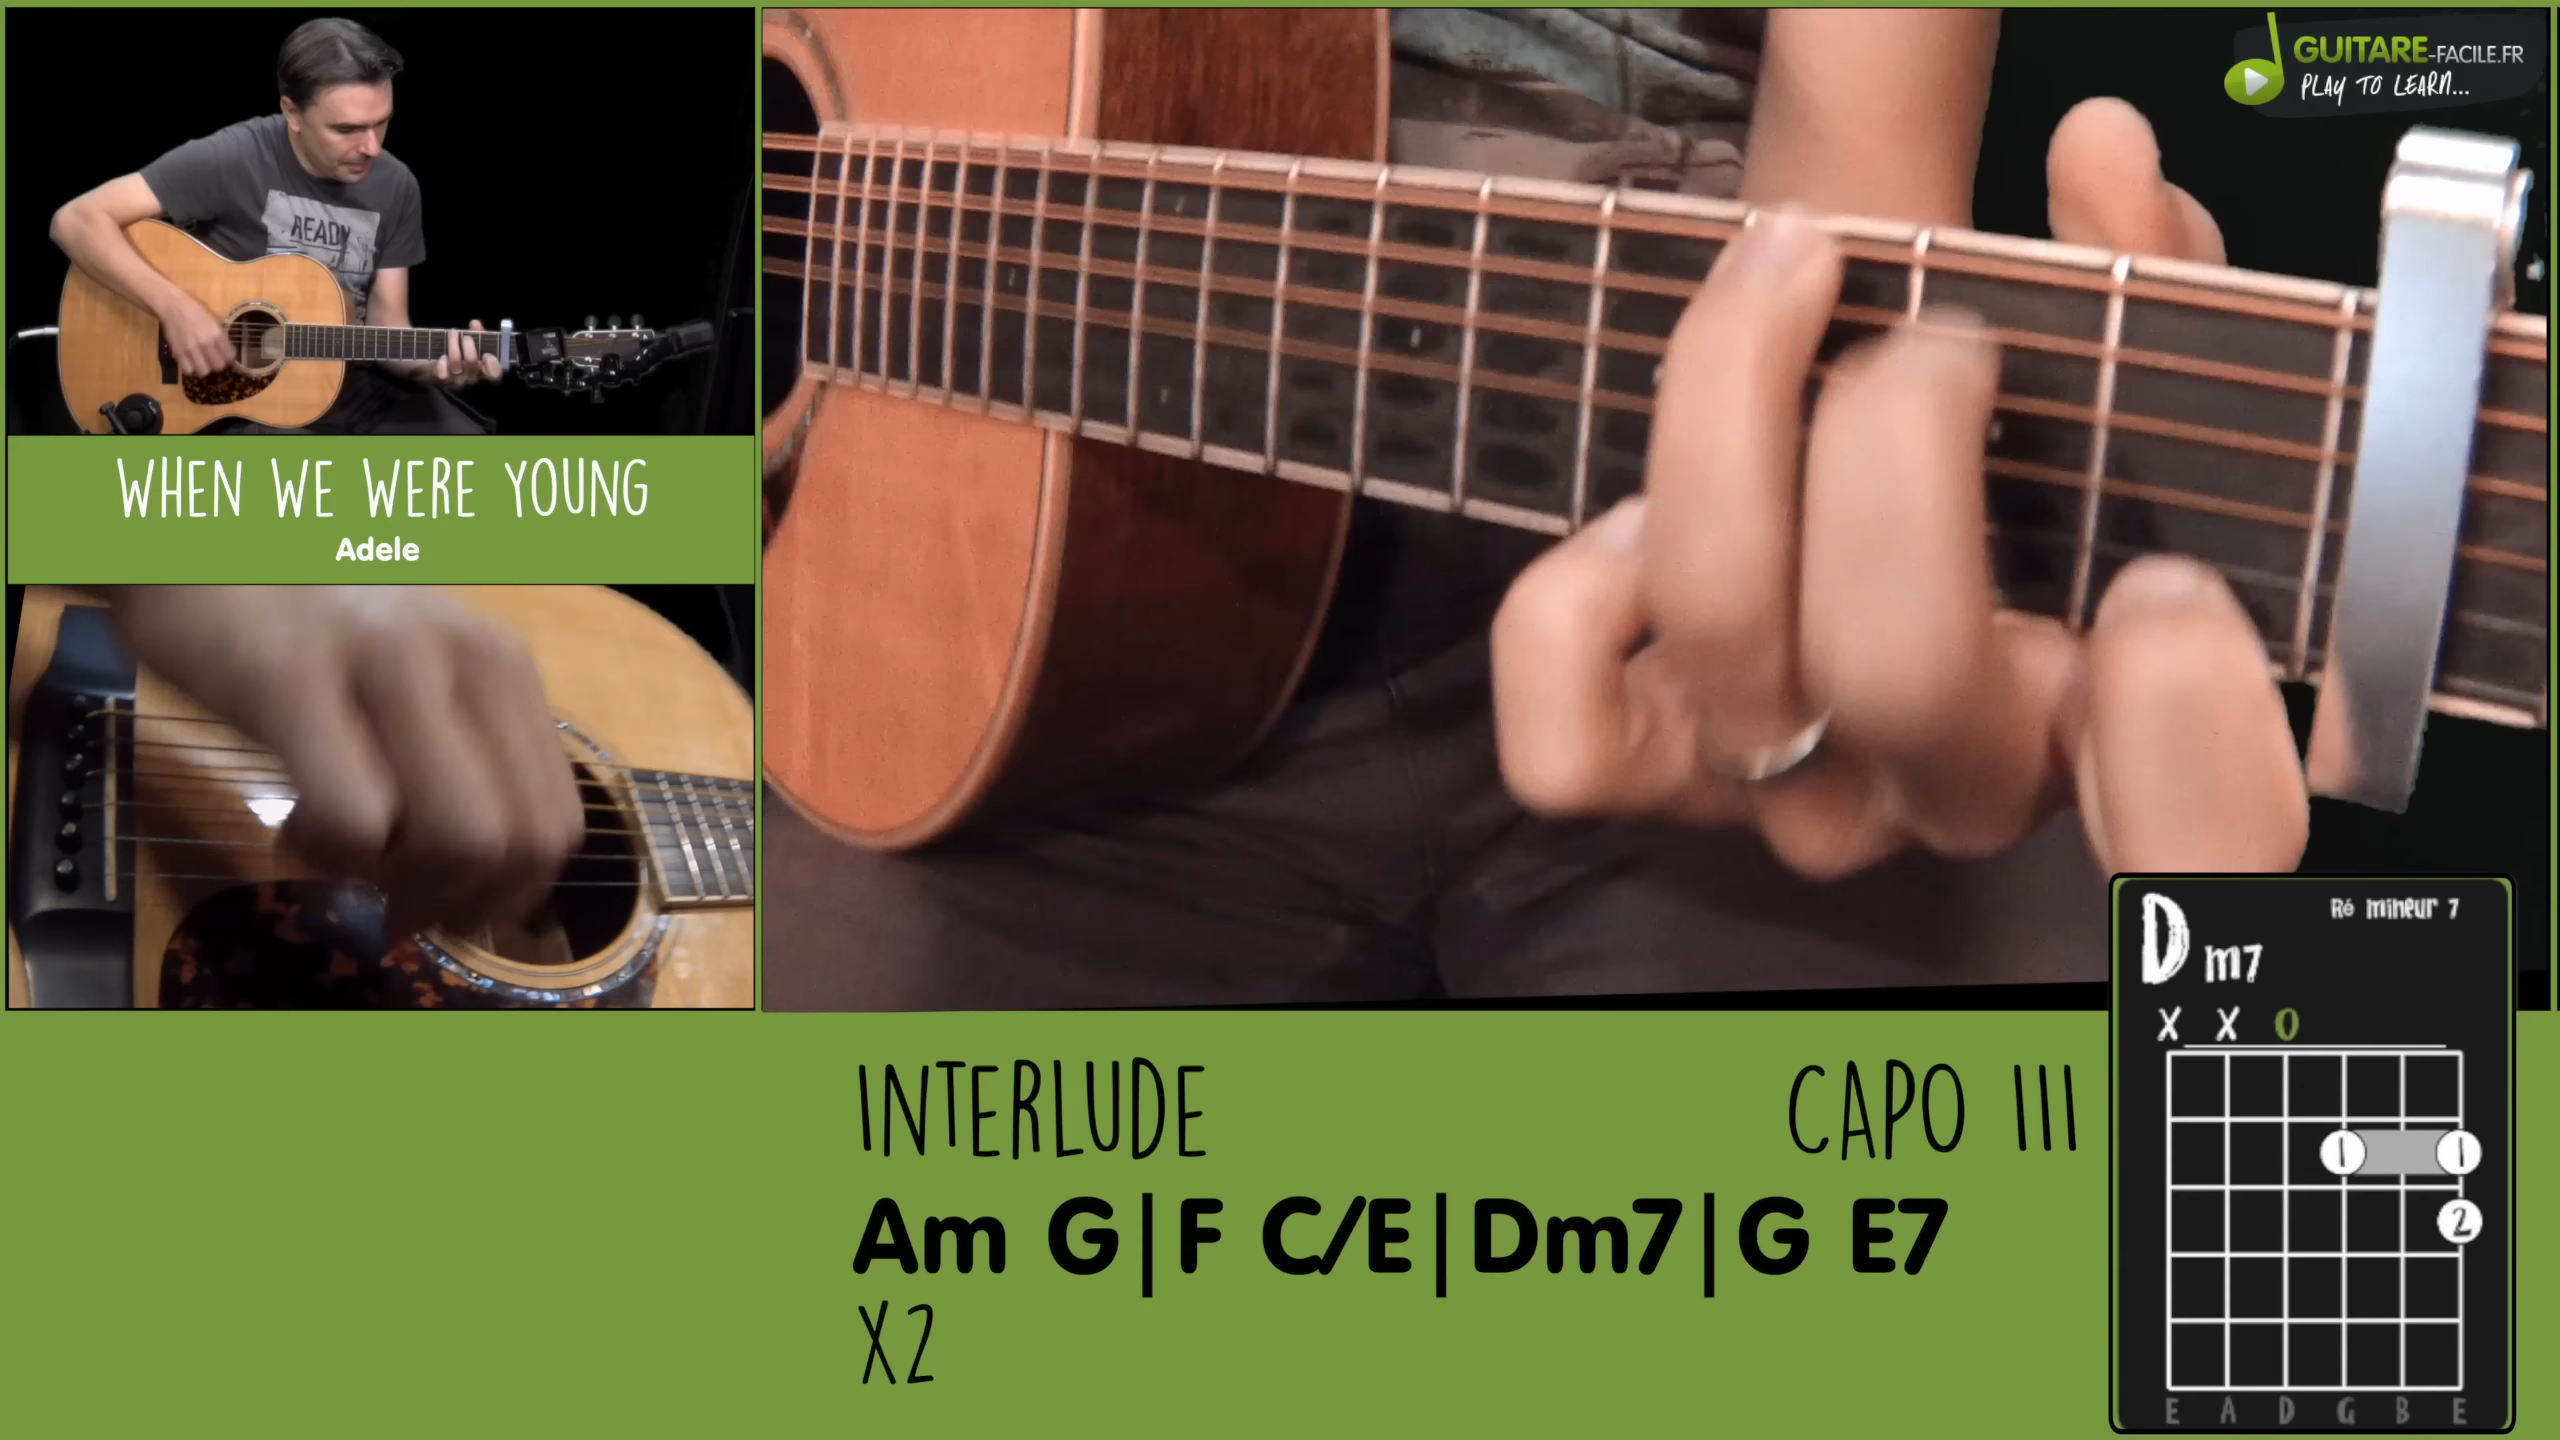 GUITARE-FACILE.FR
PLAY TO LEARN...
READY
WHEN WE WERE YOUNG
Adele
INTERLUDE CAPO III
Am G|F C/E|Dm7|G E7
X2
Ré mineur 7
D m7
X X O
1 1
2
E A D G B E